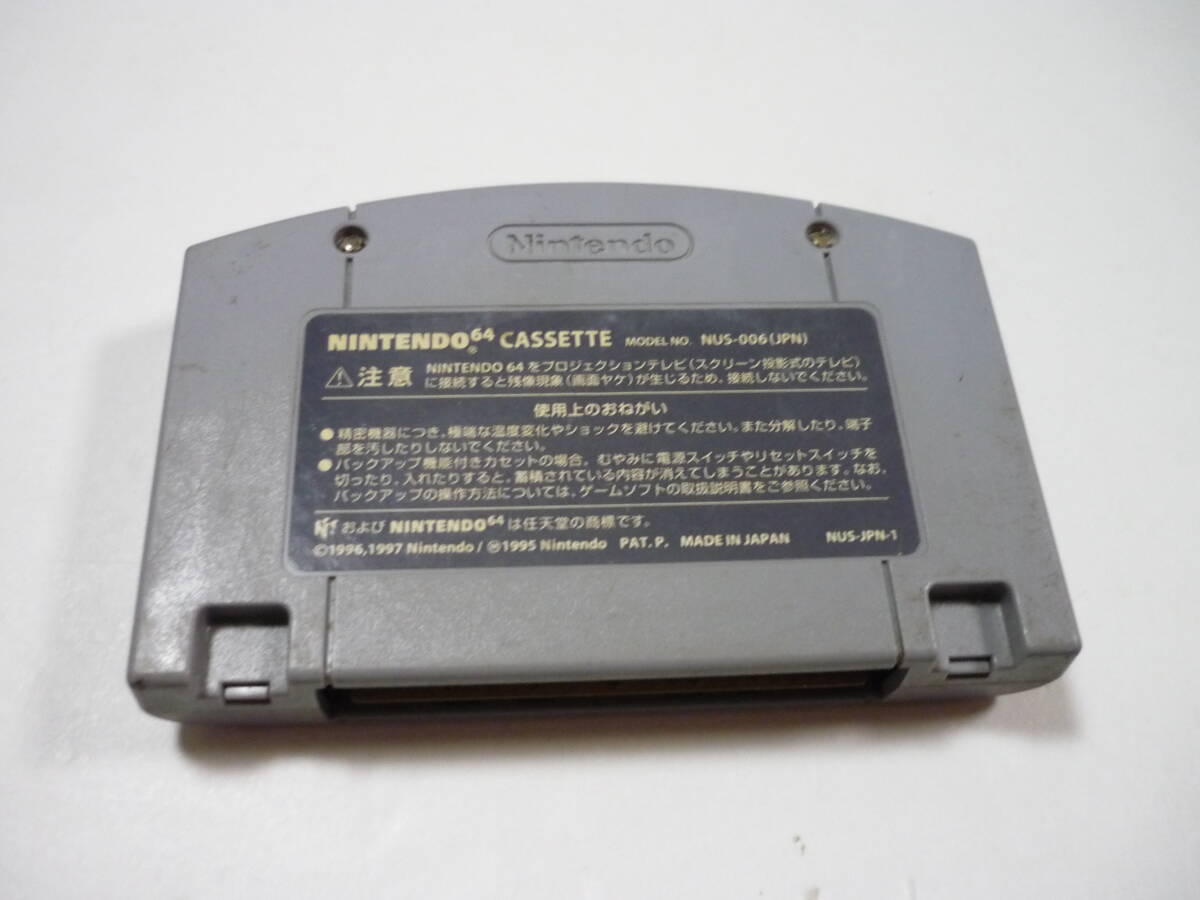 Nintendo
NINTENDO64 CASSETTE MODEL NO. NUS-006(JPN)
注意 NINTENDO 64 をプロジェクションテレビ(スクリーン投影式のテレビ)
に接続すると残像現象(画面ヤケ)が生じるため、接続しないでください。
使用上のおねがい
●精密機器につき、極端な温度変化やショックを避けてください。また分解したり、端子
部を汚したりしないでください。
●バックアップ機能付きカセットの場合、むやみに電源スイッチやリセットスイッチを
切ったり、入れたりすると、蓄積されている内容が消えてしまうことがあります。なお、
バックアップの操作方法については、ゲームソフトの取扱説明書をご参照ください。
および NINTENDO64 は任天堂の商標です。
©1996,1997 Nintendo / Ⓜ1995 Nintendo PAT. P. MADE IN JAPAN NUS-JPN-1